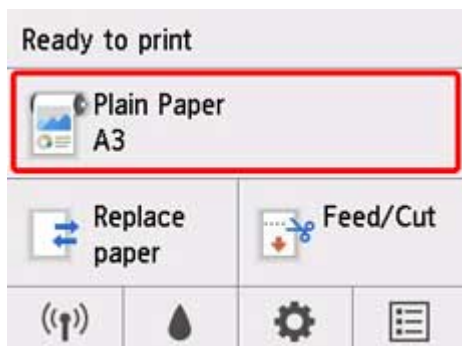 Ready to print
Plain Paper
A3
Replace
paper
Feed/Cut